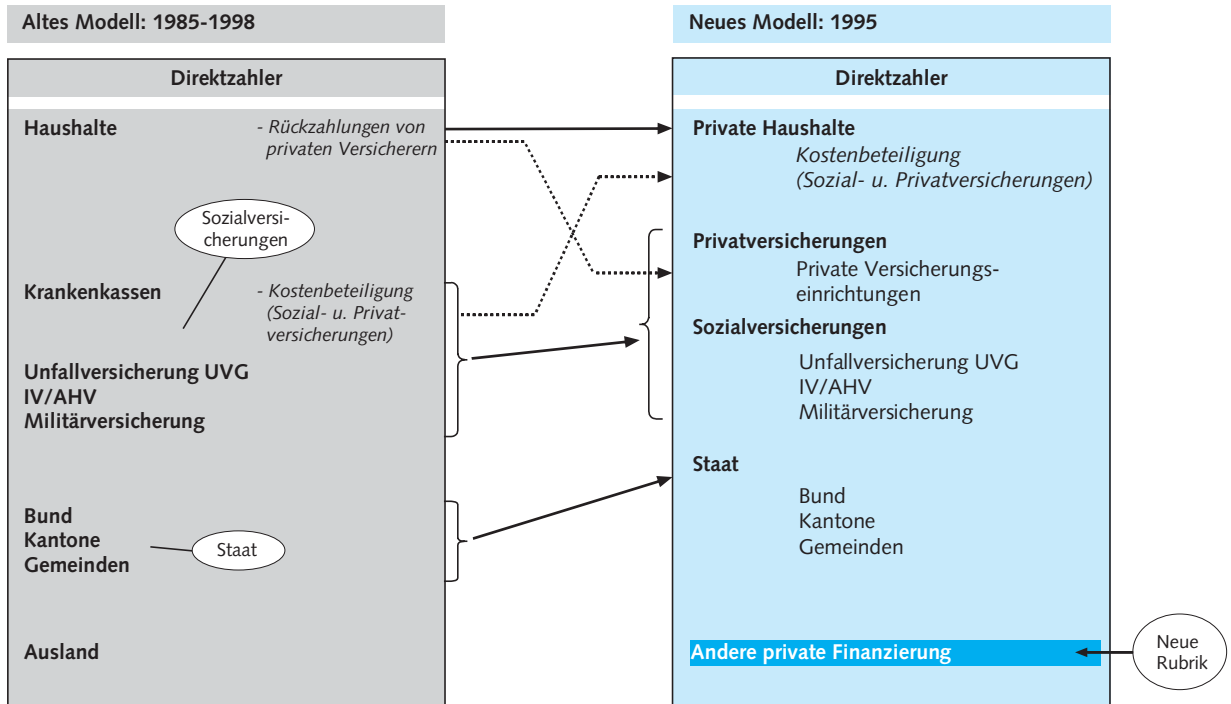 Altes Modell: 1985-1998
Direktzahler
Haushalte
- Rückzahlungen von
privaten Versicherern
Sozialversi-
cherungen
Krankenkassen
- Kostenbeteiligung
(Sozial- u. Privat-
versicherungen)
Unfallversicherung UVG
IV/AHV
Militärversicherung
Bund
Kantone
Gemeinden
Staat
Ausland
Neues Modell: 1995
Direktzahler
Private Haushalte
Kostenbeteiligung
(Sozial- u. Privatversicherungen)
Privatversicherungen
Private Versicherungs-
einrichtungen
Sozialversicherungen
Unfallversicherung UVG
IV/AHV
Militärversicherung
Staat
Bund
Kantone
Gemeinden
Andere private Finanzierung
Neue
Rubrik